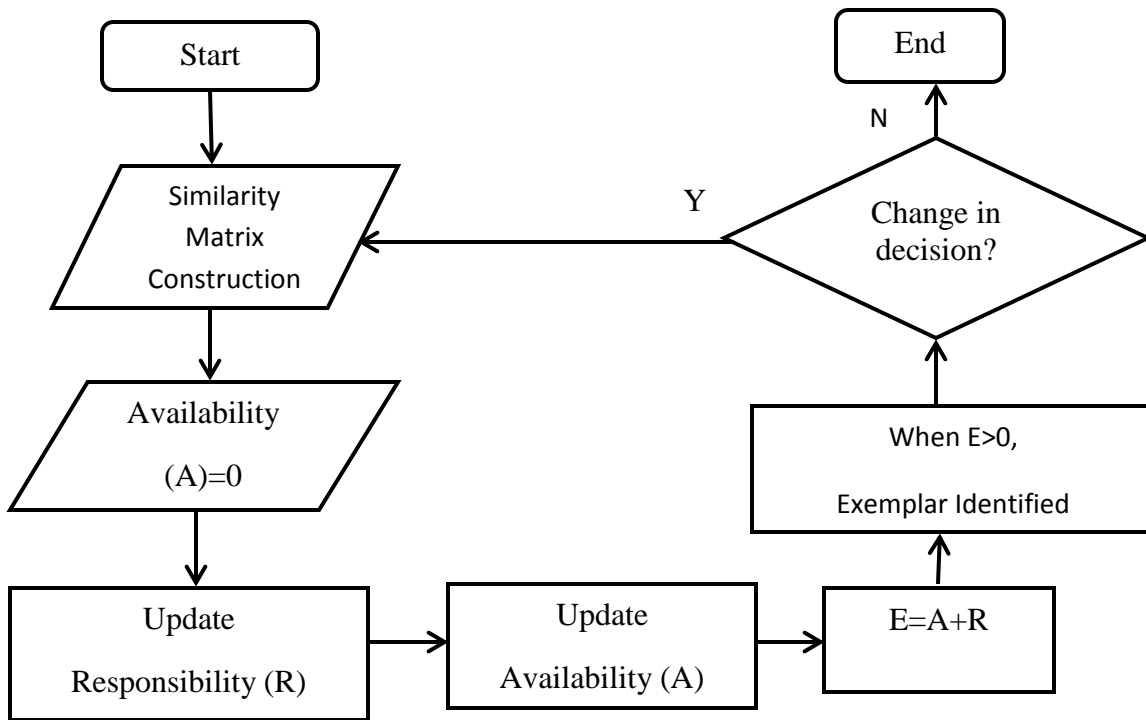 Start
Similarity
Matrix
Construction
Availability
(A)=0
Update
Responsibility (R)
Update
Availability (A)
E=A+R
When E>0,
Exemplar Identified
Change in
decision?
Y
N
End